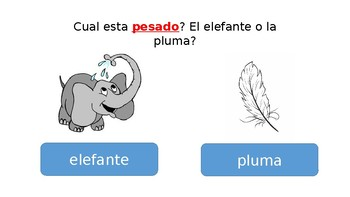 Cual esta pesado? El elefante o la
pluma?
elefante
pluma